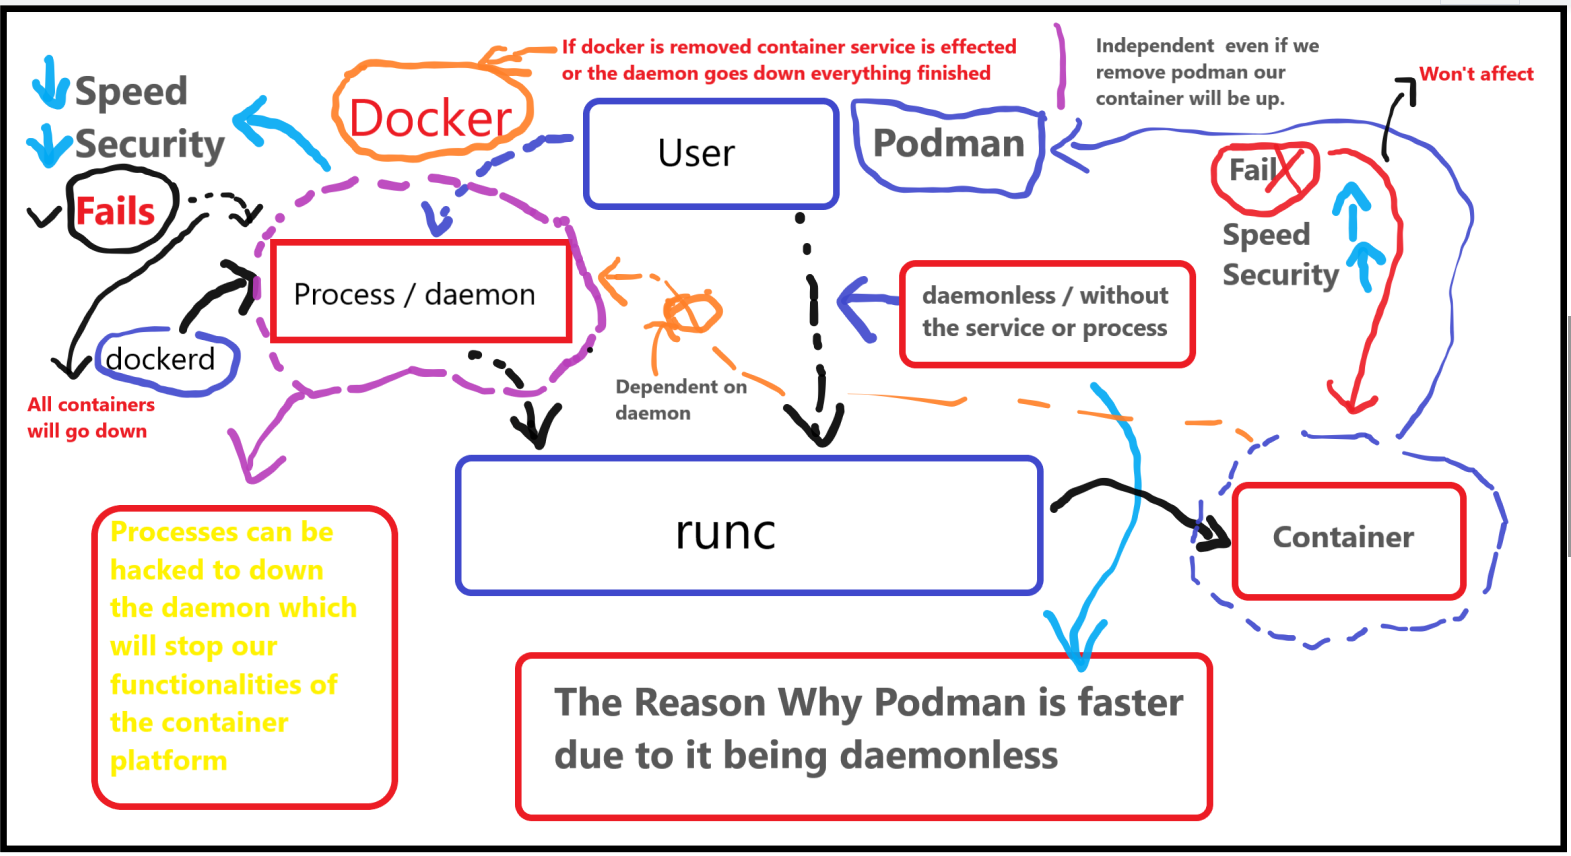 Speed
Security
Fails
Docker
If docker is removed container service is effected
or the daemon goes down everything finished
User
Podman
Independent  even if we
remove podman our
container will be up.
Won't affect
Fail
Speed
Security
Process / daemon
daemonless / without
the service or process
dockerd
Dependent on
daemon
All containers
will go down
runc
Container
Processes can be
hacked to down
the daemon which
will stop our
functionalities of
the container
platform
The Reason Why Podman is faster
due to it being daemonless